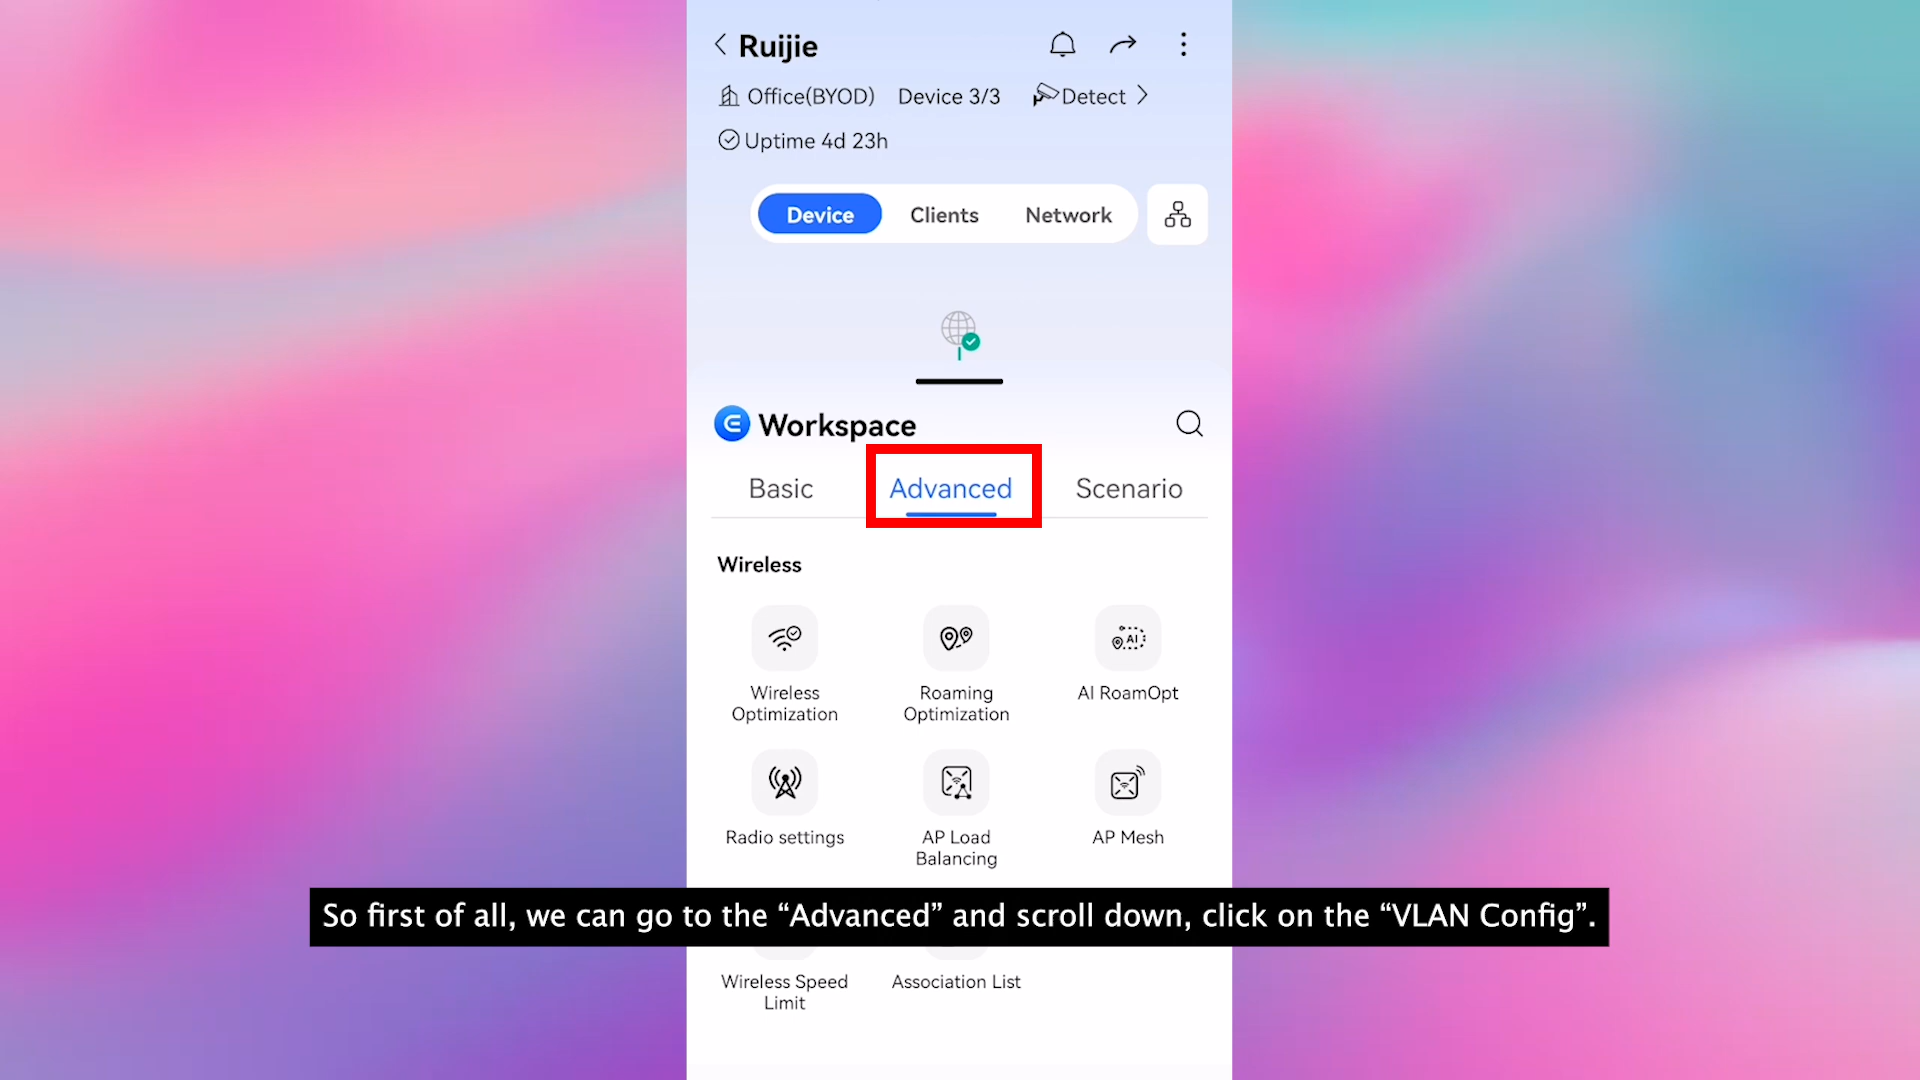 Ruijie
Office(BYOD) Device 3/3 Detect
Uptime 4d 23h
Device Clients Network
Workspace
Basic Advanced Scenario
Wireless
Wireless Optimization
Roaming Optimization
AI RoamOpt
Radio settings
AP Load Balancing
AP Mesh
So first of all, we can go to the “Advanced” and scroll down, click on the “VLAN Config”.
Wireless Speed Limit
Association List